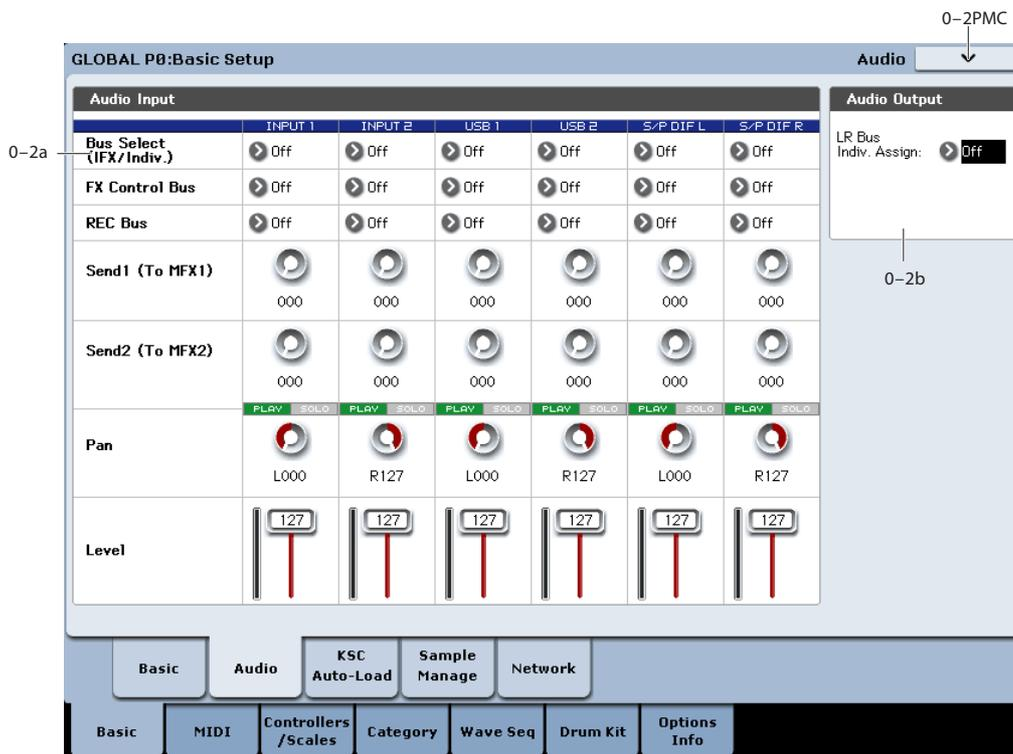 0–2PMC
GLOBAL P0:Basic Setup
Audio
Audio Input
Audio Output
INPUT 1 INPUT 2 USB 1 USB 2 S/P DIF L S/P DIF R
0–2a
Bus Select
(IFX/Indiv.)
Off Off Off Off Off Off
LR Bus
Indiv. Assign: Off
FX Control Bus
Off Off Off Off Off Off
REC Bus
Off Off Off Off Off Off
0–2b
Send1 (To MFX1)
000 000 000 000 000 000
Send2 (To MFX2)
000 000 000 000 000 000
PLAY SOLO PLAY SOLO PLAY SOLO PLAY SOLO PLAY SOLO PLAY SOLO
Pan
L000 R127 L000 R127 L000 R127
127 127 127 127 127 127
Level
Basic
Audio
KSC
Auto-Load
Sample
Manage
Network
Basic
MIDI
Controllers
/Scales
Category
Wave Seq
Drum Kit
Options
Info